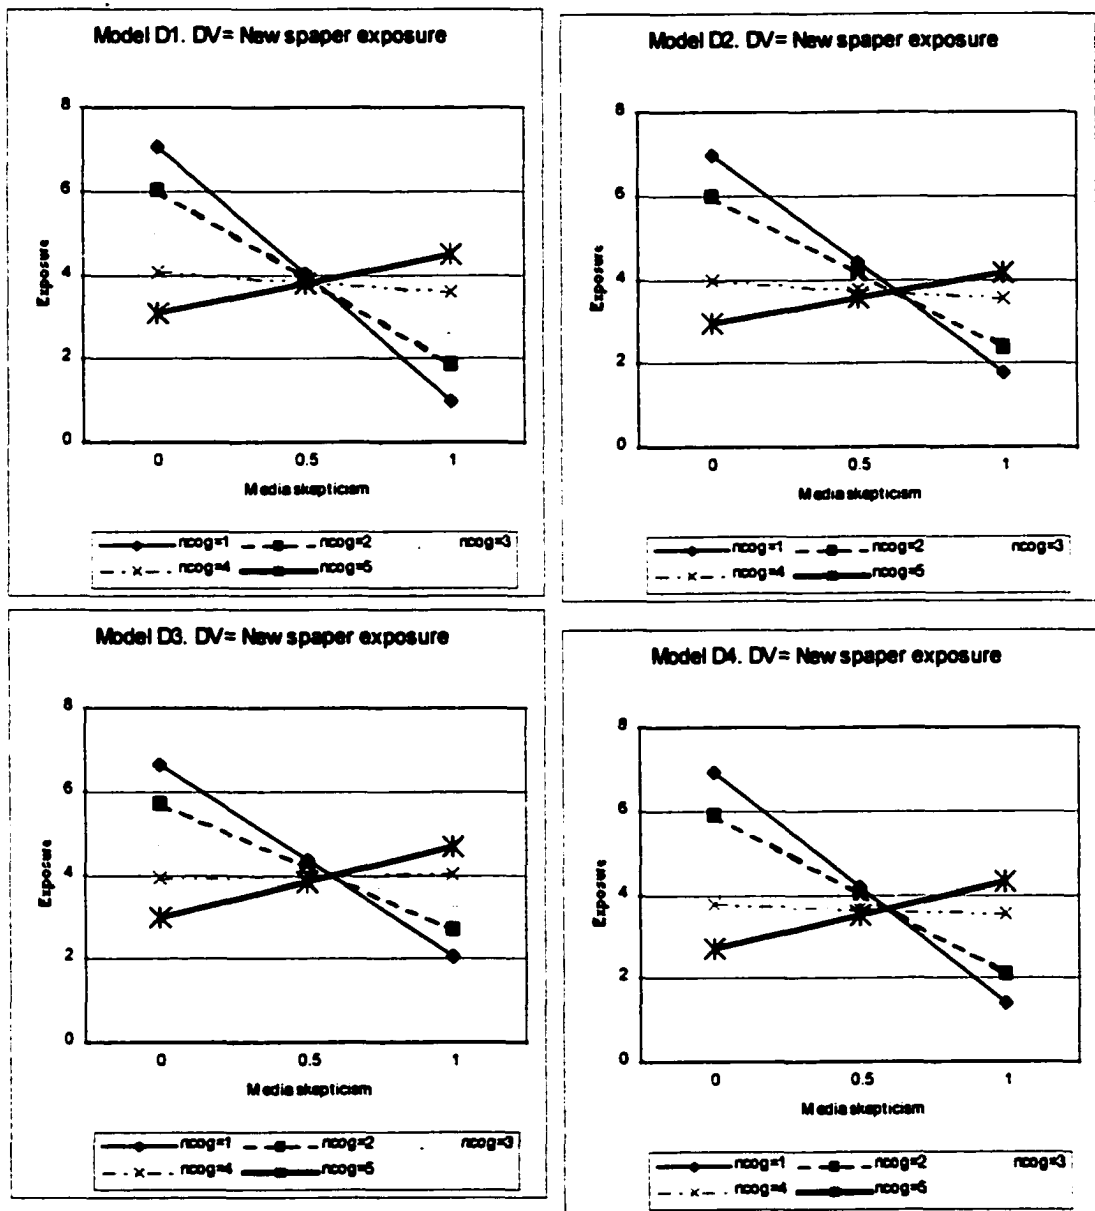 Model D1. DV= New spaper exposure
8
6
4
2
0
Exposure
0 0.5 1
Media skepticism
ncog=1 ncog=2 ncog=3
ncog=4 ncog=5
Model D2. DV= New spaper exposure
8
6
4
2
0
Exposure
0 0.5 1
Media skepticism
ncog=1 ncog=2 ncog=3
ncog=4 ncog=5
Model D3. DV= New spaper exposure
8
6
4
2
0
Exposure
0 0.5 1
Media skepticism
ncog=1 ncog=2 ncog=3
ncog=4 ncog=5
Model D4. DV= New spaper exposure
8
6
4
2
0
Exposure
0 0.5 1
Media skepticism
ncog=1 ncog=2 ncog=3
ncog=4 ncog=5